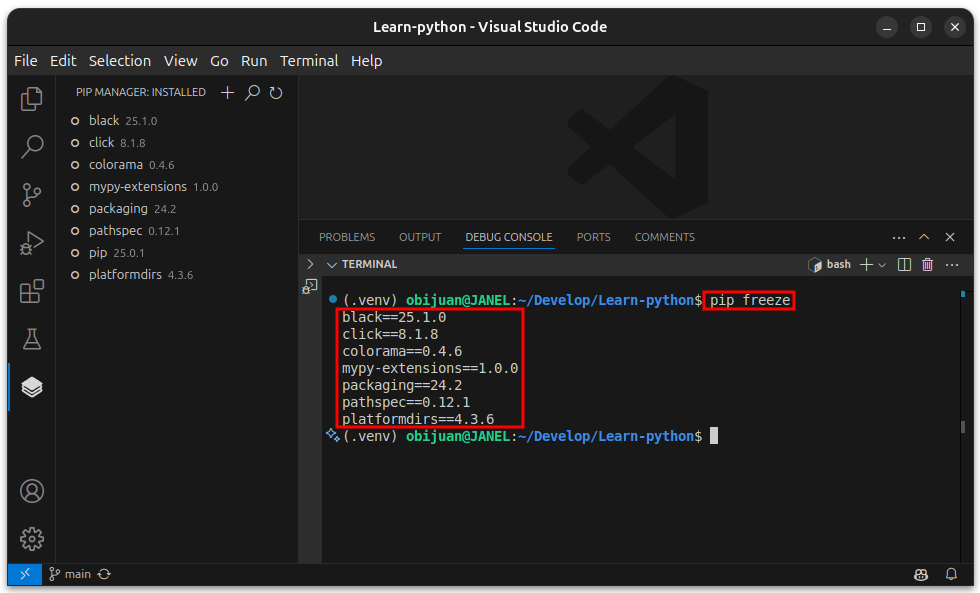 Learn-python - Visual Studio Code
File Edit Selection View Go Run Terminal Help
PIP MANAGER: INSTALLED
black 25.1.0
click 8.1.8
colorama 0.4.6
mypy-extensions 1.0.0
packaging 24.2
pathspec 0.12.1
pip 25.0.1
platformdirs 4.3.6
PROBLEMS OUTPUT DEBUG CONSOLE PORTS COMMENTS
TERMINAL
bash
(.venv) obijuan@JANEL:~/Develop/Learn-python$ pip freeze
black==25.1.0
click==8.1.8
colorama==0.4.6
mypy-extensions==1.0.0
packaging==24.2
pathspec==0.12.1
platformdirs==4.3.6
(.venv) obijuan@JANEL:~/Develop/Learn-python$
main